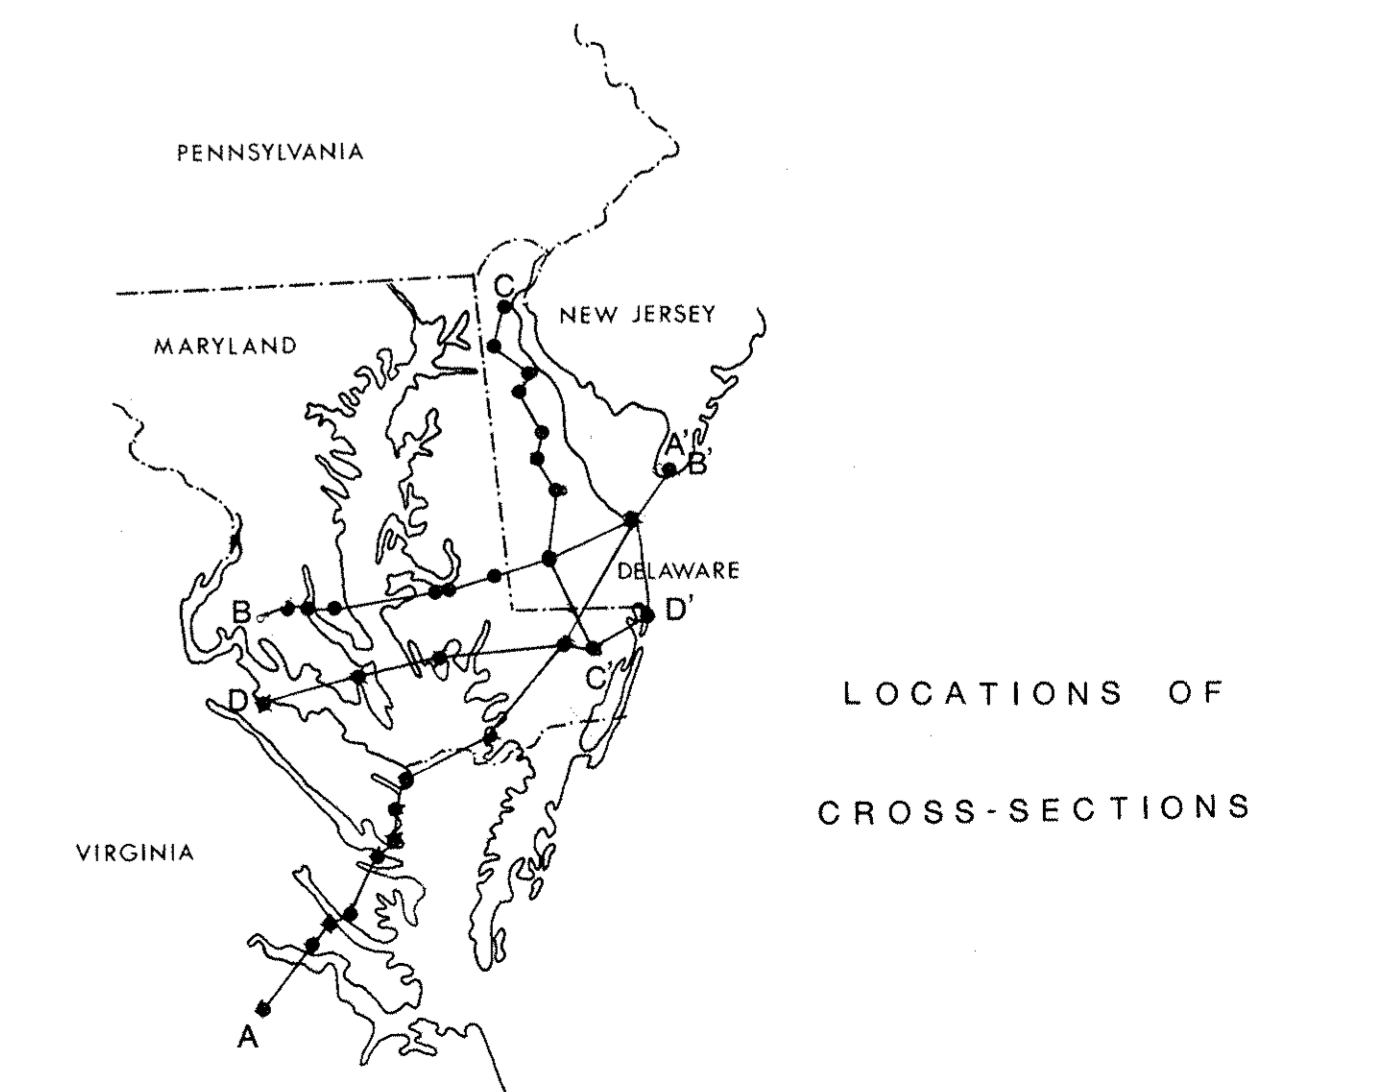 PENNSYLVANIA
C
NEW JERSEY
MARYLAND
A'
B'
DELAWARE
B
D'
C'
D
LOCATIONS OF
CROSS-SECTIONS
VIRGINIA
A